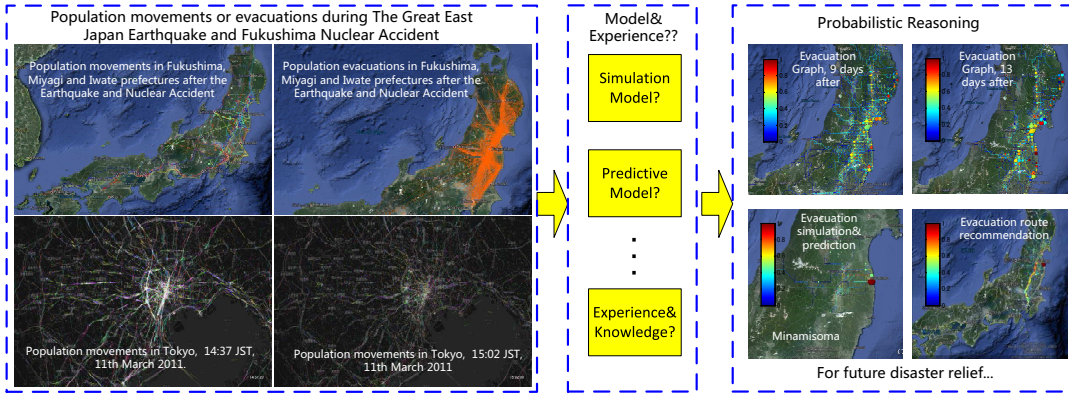 Population movements or evacuations during The Great East
Japan Earthquake and Fukushima Nuclear Accident
Population movements in Fukushima,
Miyagi and Iwate prefectures after the
Earthquake and Nuclear Accident
Population evacuations in Fukushima,
Miyagi and Iwate prefectures after the
Earthquake and Nuclear Accident
Population movements in Tokyo, 14:37 JST,
11th March 2011.
Population movements in Tokyo, 15:02 JST,
11th March 2011
Model&
Experience??
Simulation
Model?
Predictive
Model?
Experience&
Knowledge?
Probabilistic Reasoning
Evacuation
Graph, 9 days
after
Evacuation
Graph, 13
days after
Evacuation
simulation&
prediction
Minamisoma
Evacuation route
recommendation
For future disaster relief...